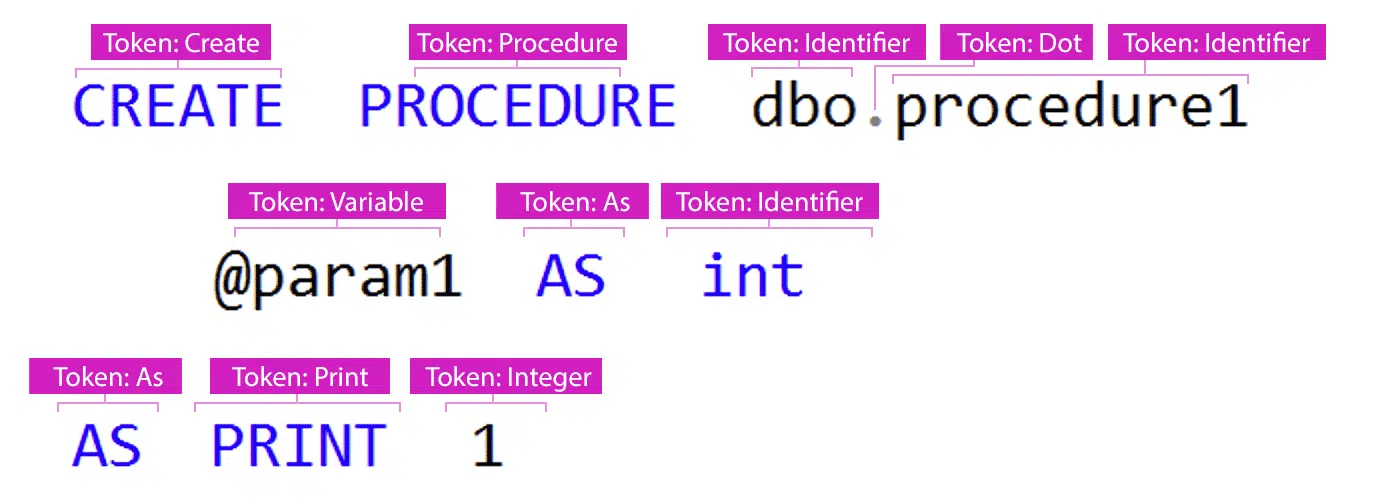 Token: Create Token: Procedure Token: Identifier Token: Dot Token: Identifier
CREATE PROCEDURE dbo.procedure1
Token: Variable Token: As Token: Identifier
@param1 AS int
Token: As Token: Print Token: Integer
AS PRINT 1